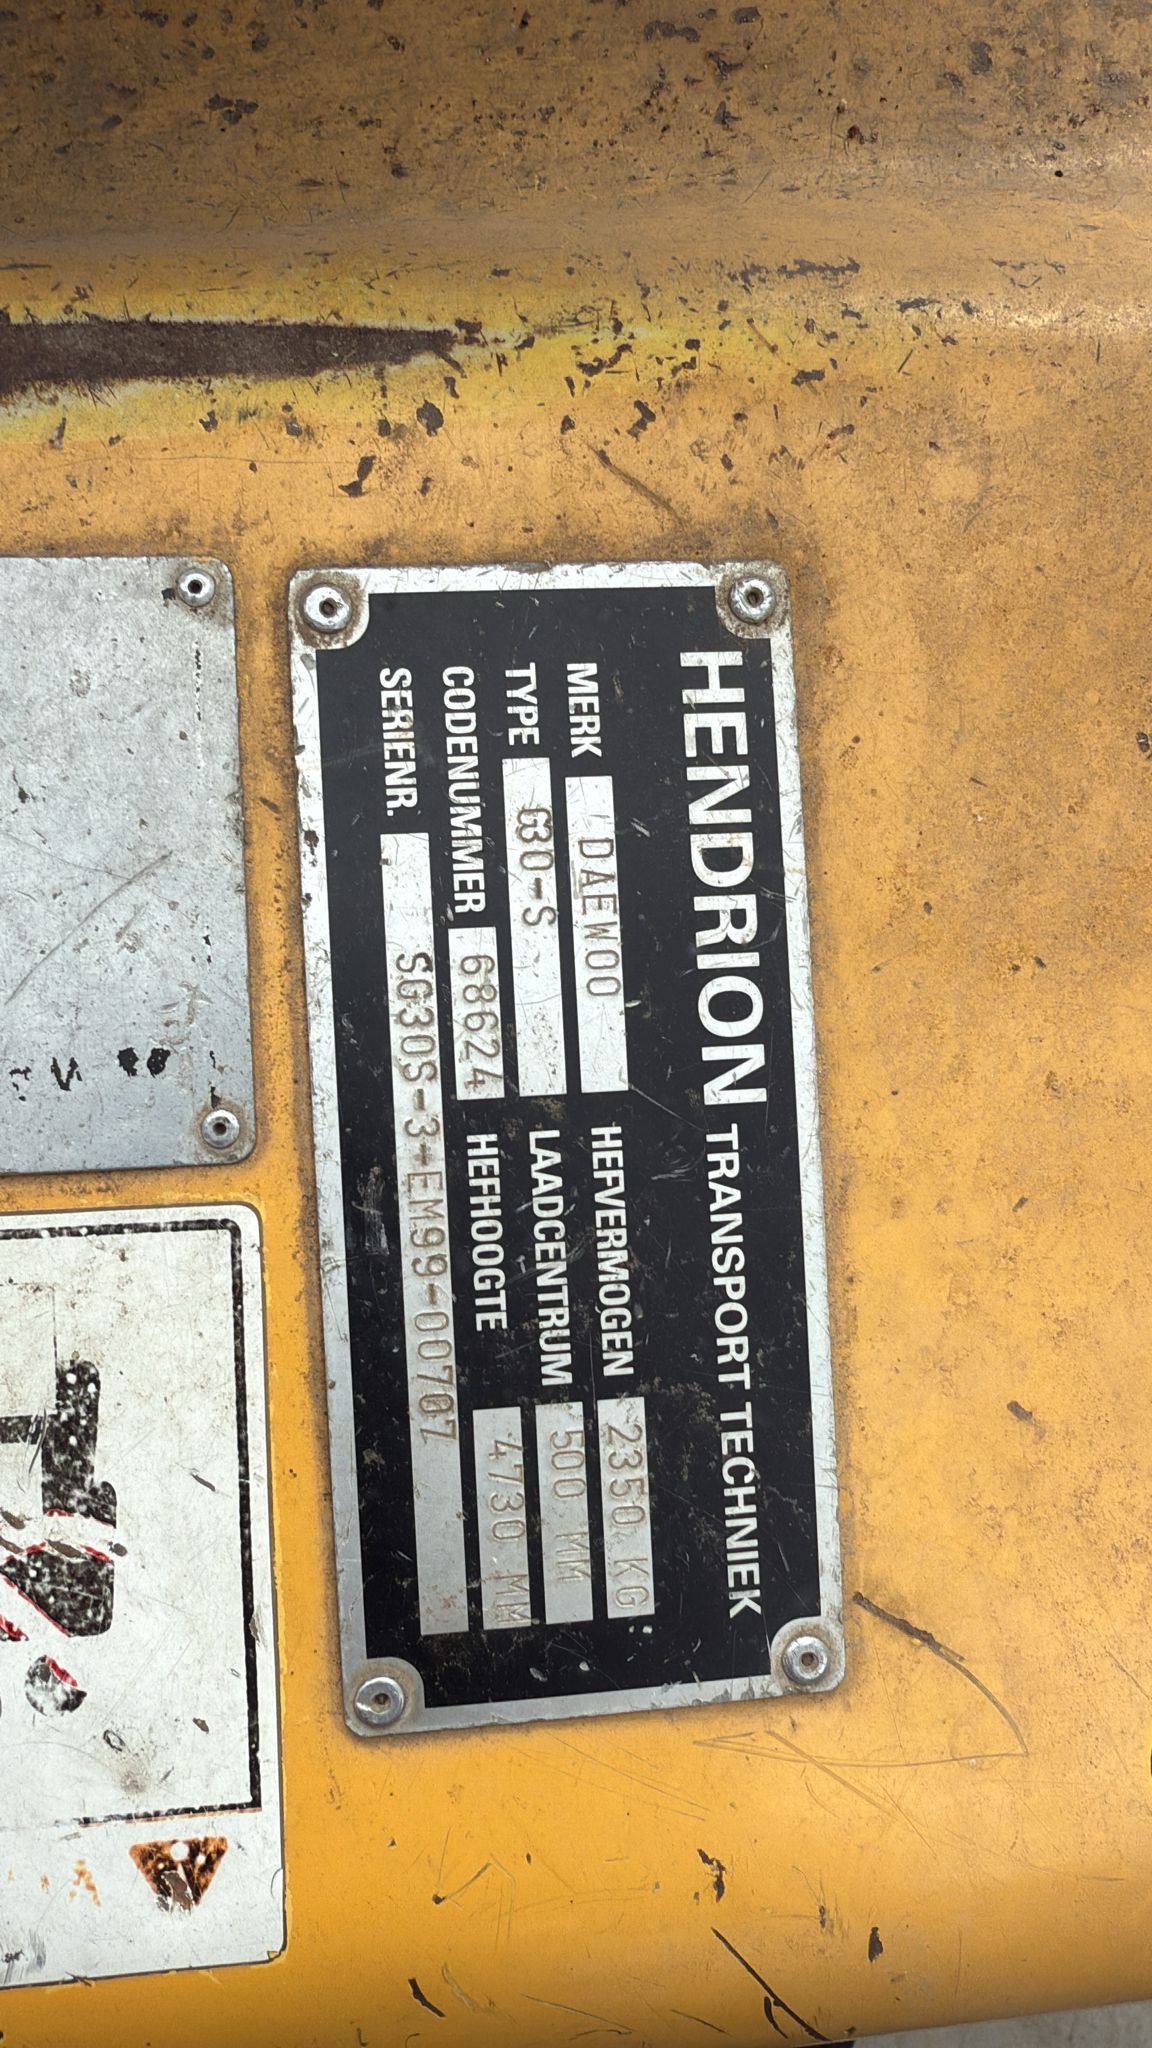 HENDRION TRANSPORT TECHNIEK
MERK DAEWOO HEFVERMOGEN 2350 KG
TYPE G30-S LAADCENTRUM 500 MM
CODENUMMER 68624 HEFHOOGTE 4730 MM
SERIENR. SG30S-3-EM99-00707